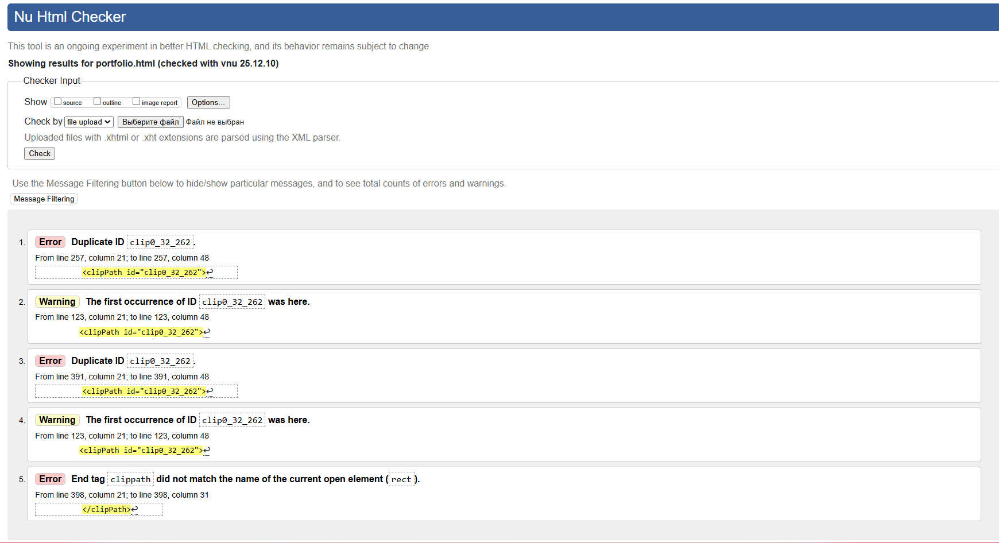 Nu Html Checker
This tool is an ongoing experiment in better HTML checking, and its behavior remains subject to change
Showing results for portfolio.html (checked with vnu 25.12.10)
Checker Input
Show source outline image report Options...
Check by file upload Выберите файл Файл не выбран
Uploaded files with .xhtml or .xht extensions are parsed using the XML parser.
Check
Use the Message Filtering button below to hide/show particular messages, and to see total counts of errors and warnings.
Message Filtering
1. Error Duplicate ID clip0_32_262.
From line 257, column 21; to line 257, column 48
<clipPath id="clip0_32_262">↩
2. Warning The first occurrence of ID clip0_32_262 was here.
From line 123, column 21; to line 123, column 48
<clipPath id="clip0_32_262">↩
3. Error Duplicate ID clip0_32_262.
From line 391, column 21; to line 391, column 48
<clipPath id="clip0_32_262">↩
4. Warning The first occurrence of ID clip0_32_262 was here.
From line 123, column 21; to line 123, column 48
<clipPath id="clip0_32_262">↩
5. Error End tag clippath did not match the name of the current open element (rect).
From line 398, column 21; to line 398, column 31
</clipPath>↩